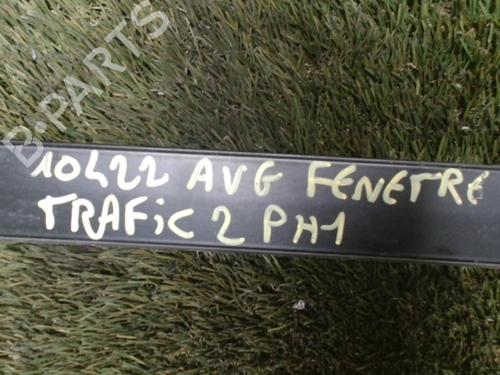 B-PARTS
10422 AVG FENETRE
TRAFiC 2 PH1